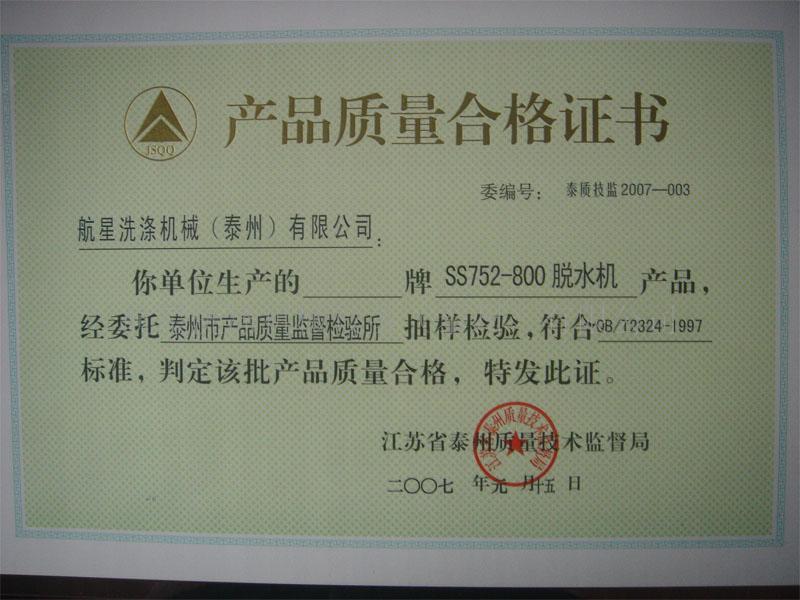 JSQQ
产品质量合格证书
委编号： 泰质技监2007—003
航星洗涤机械（泰州）有限公司：
你单位生产的 牌 SS752-800脱水机 产品，
经委托 泰州市产品质量监督检验所 抽样检验，符合 QB/T2324-1997
标准，判定该批产品质量合格，特发此证。
江苏省泰州质量技术监督局
二〇〇七 年元 月十五 日